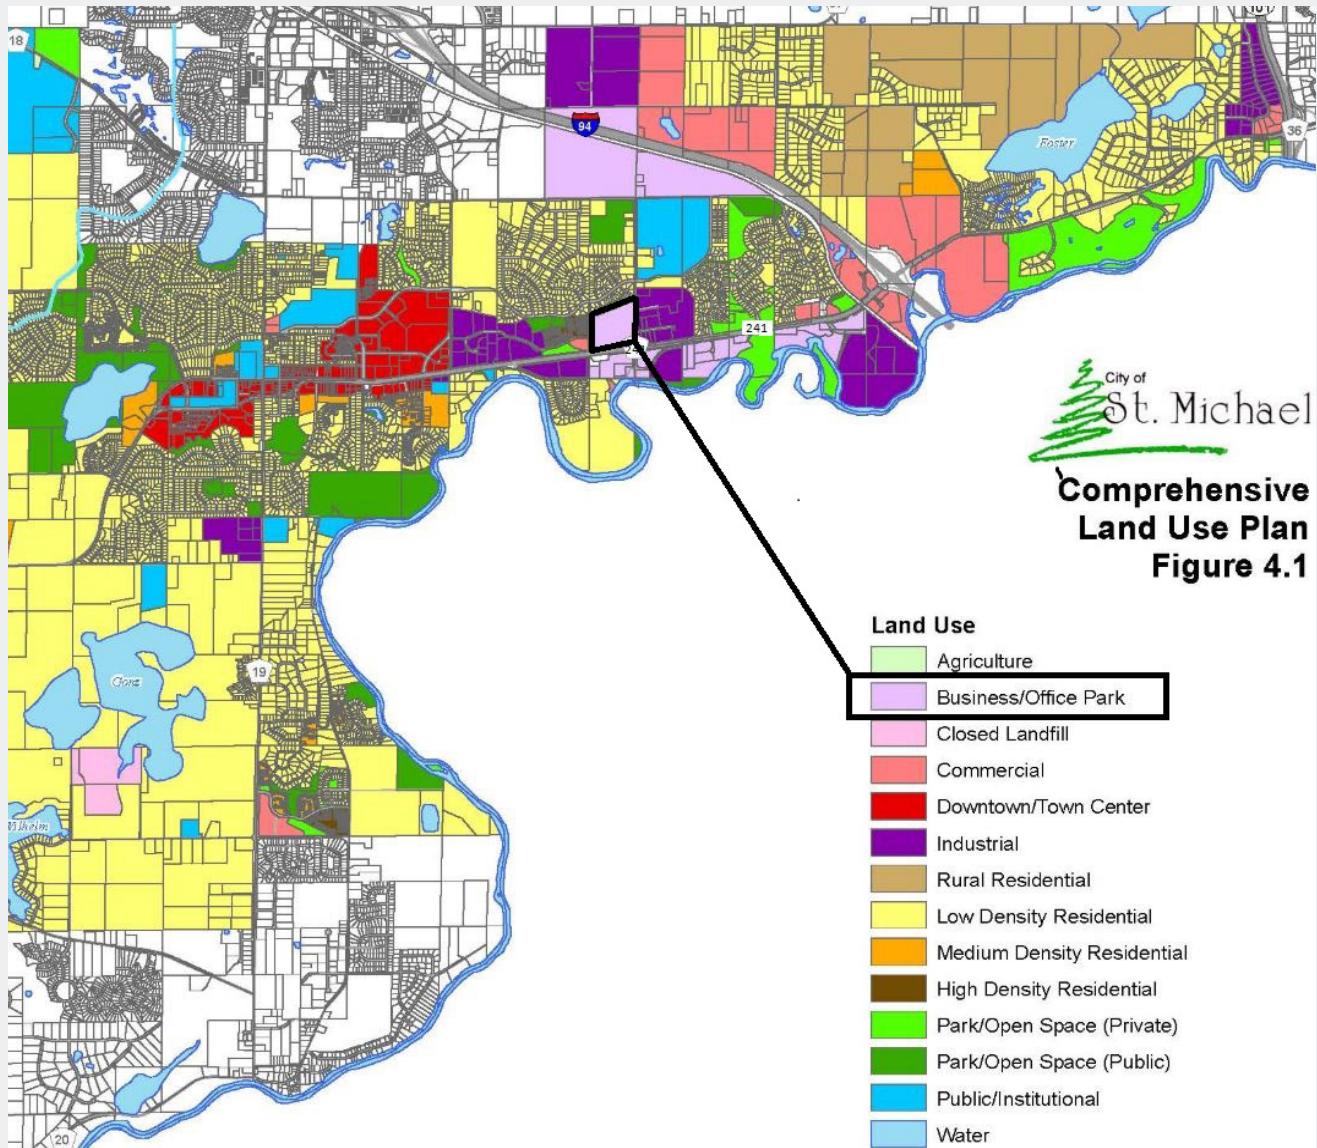 18
101
94
36
Foster
241
City of
St. Michael
Comprehensive
Land Use Plan
Figure 4.1
Land Use
Agriculture
Business/Office Park
Closed Landfill
Commercial
Downtown/Town Center
Industrial
Rural Residential
Low Density Residential
Medium Density Residential
High Density Residential
Park/Open Space (Private)
Park/Open Space (Public)
Public/Institutional
Water
19
Gonz
20